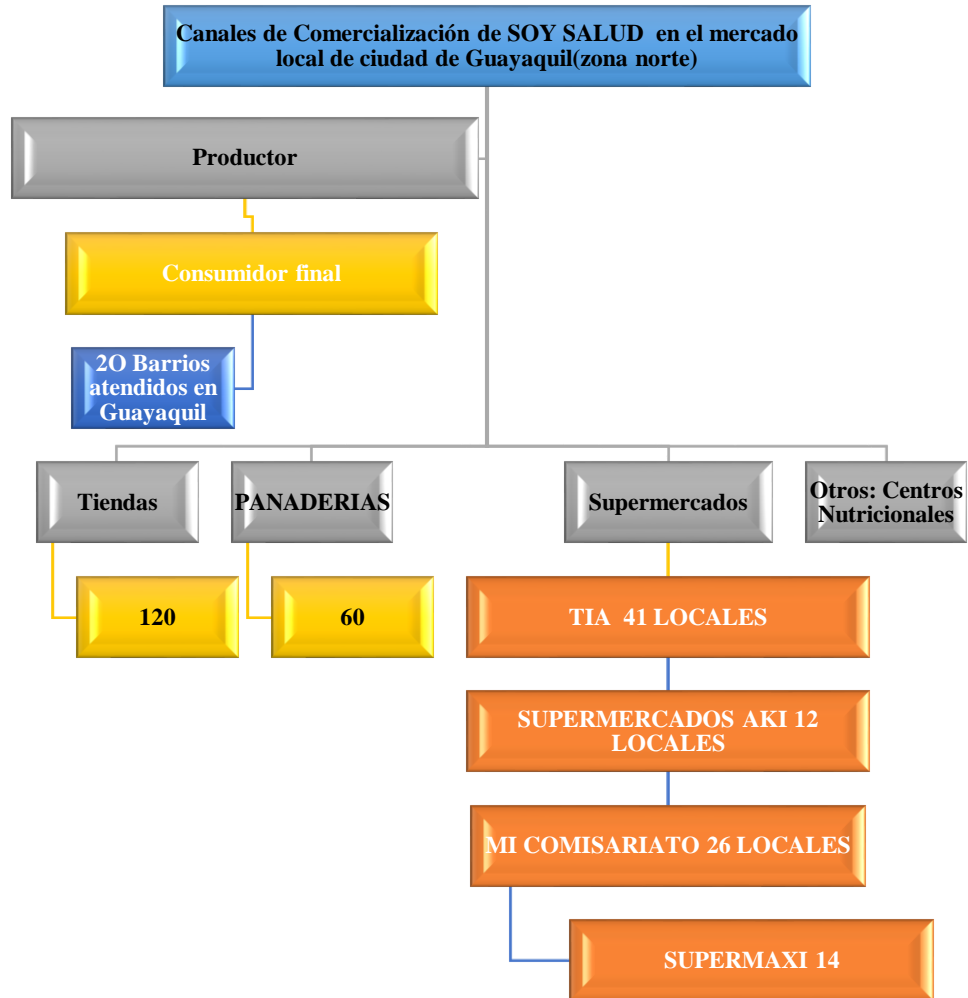 Canales de Comercialización de SOY SALUD en el mercado
local de ciudad de Guayaquil(zona norte)
Productor
Consumidor final
2O Barrios
atendidos en
Guayaquil
Tiendas
PANADERIAS
Supermercados
Otros: Centros
Nutricionales
120
60
TIA 41 LOCALES
SUPERMERCADOS AKI 12
LOCALES
MI COMISARIATO 26 LOCALES
SUPERMAXI 14